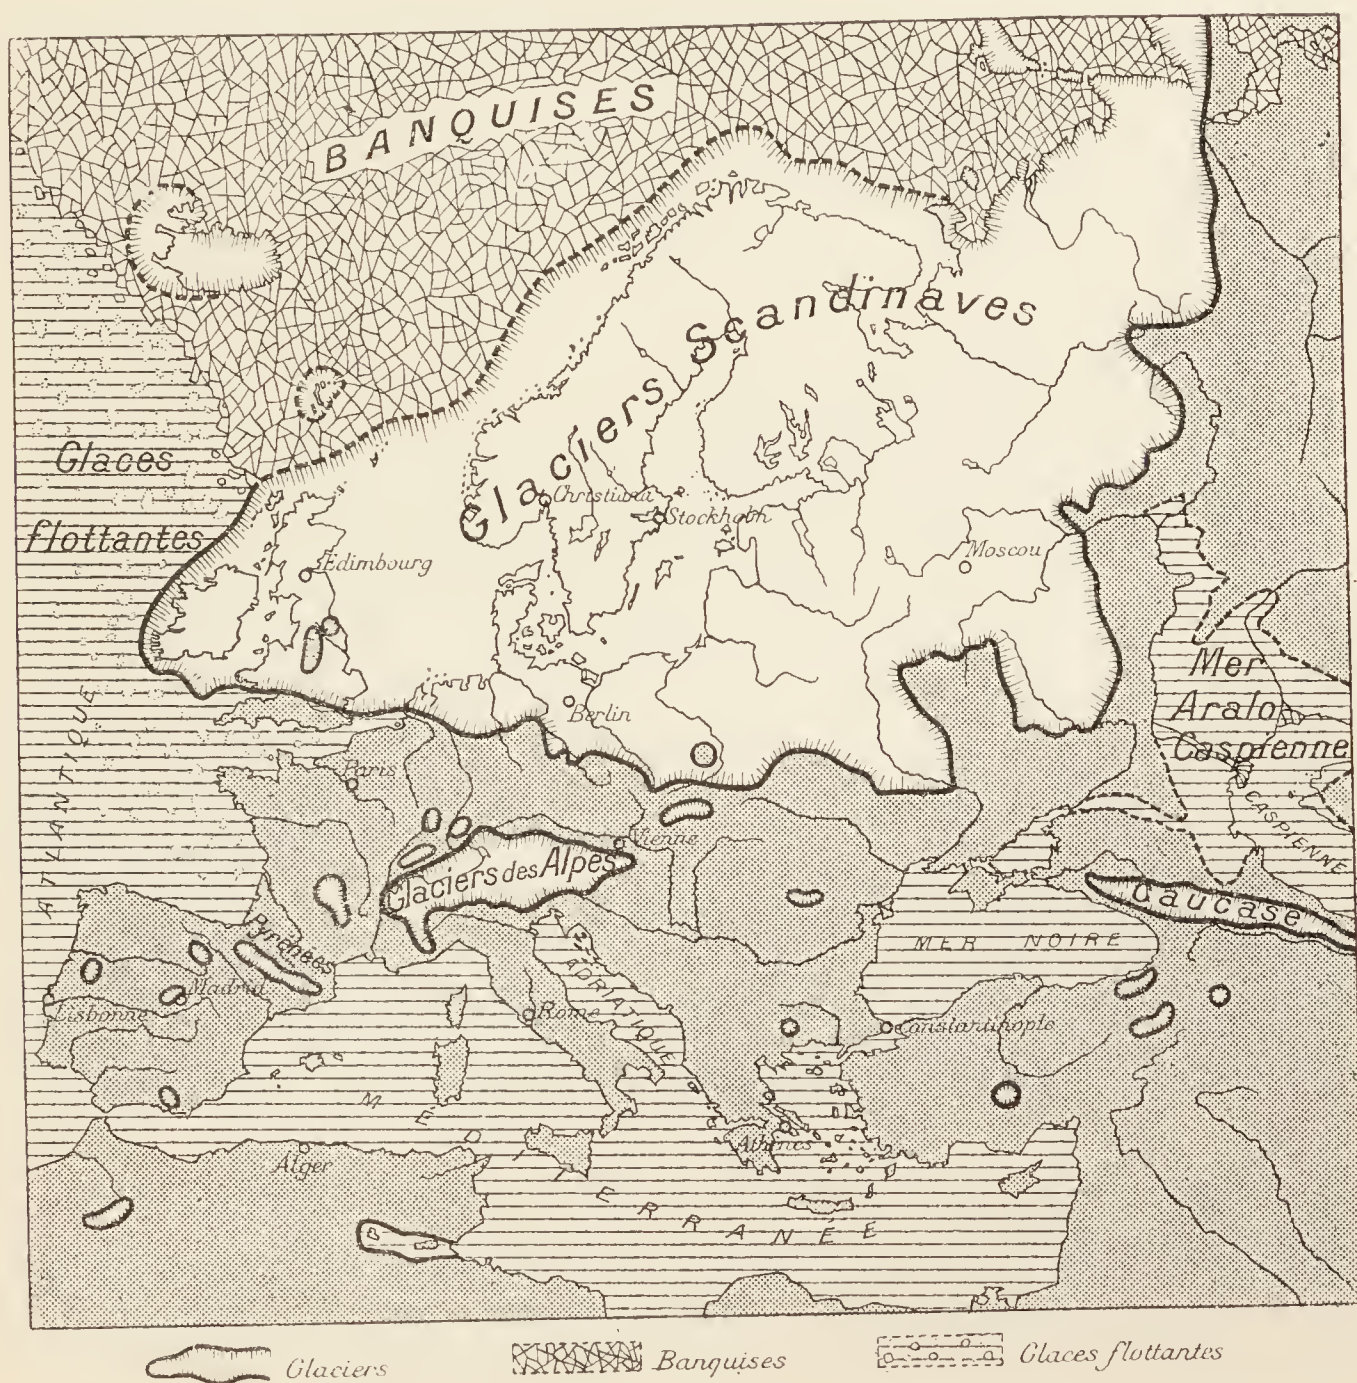 BANQUISES
Glaciers Scandinaves
Glaces
flottantes
Christiania
Stockholm
Edimbourg
Moscou
Berlin
Mer
Aralo-
Caspienne
CASPIENNE
ATLANTIQUE
Paris
Vienne
Glaciers des Alpes
Caucase
Pyrénées
MER NOIRE
ADRIATIQUE
Madrid
Lisbonne
Rome
Constantinople
MEDITERRANÉE
Athènes
Alger
Glaciers
Banquises
Glaces flottantes